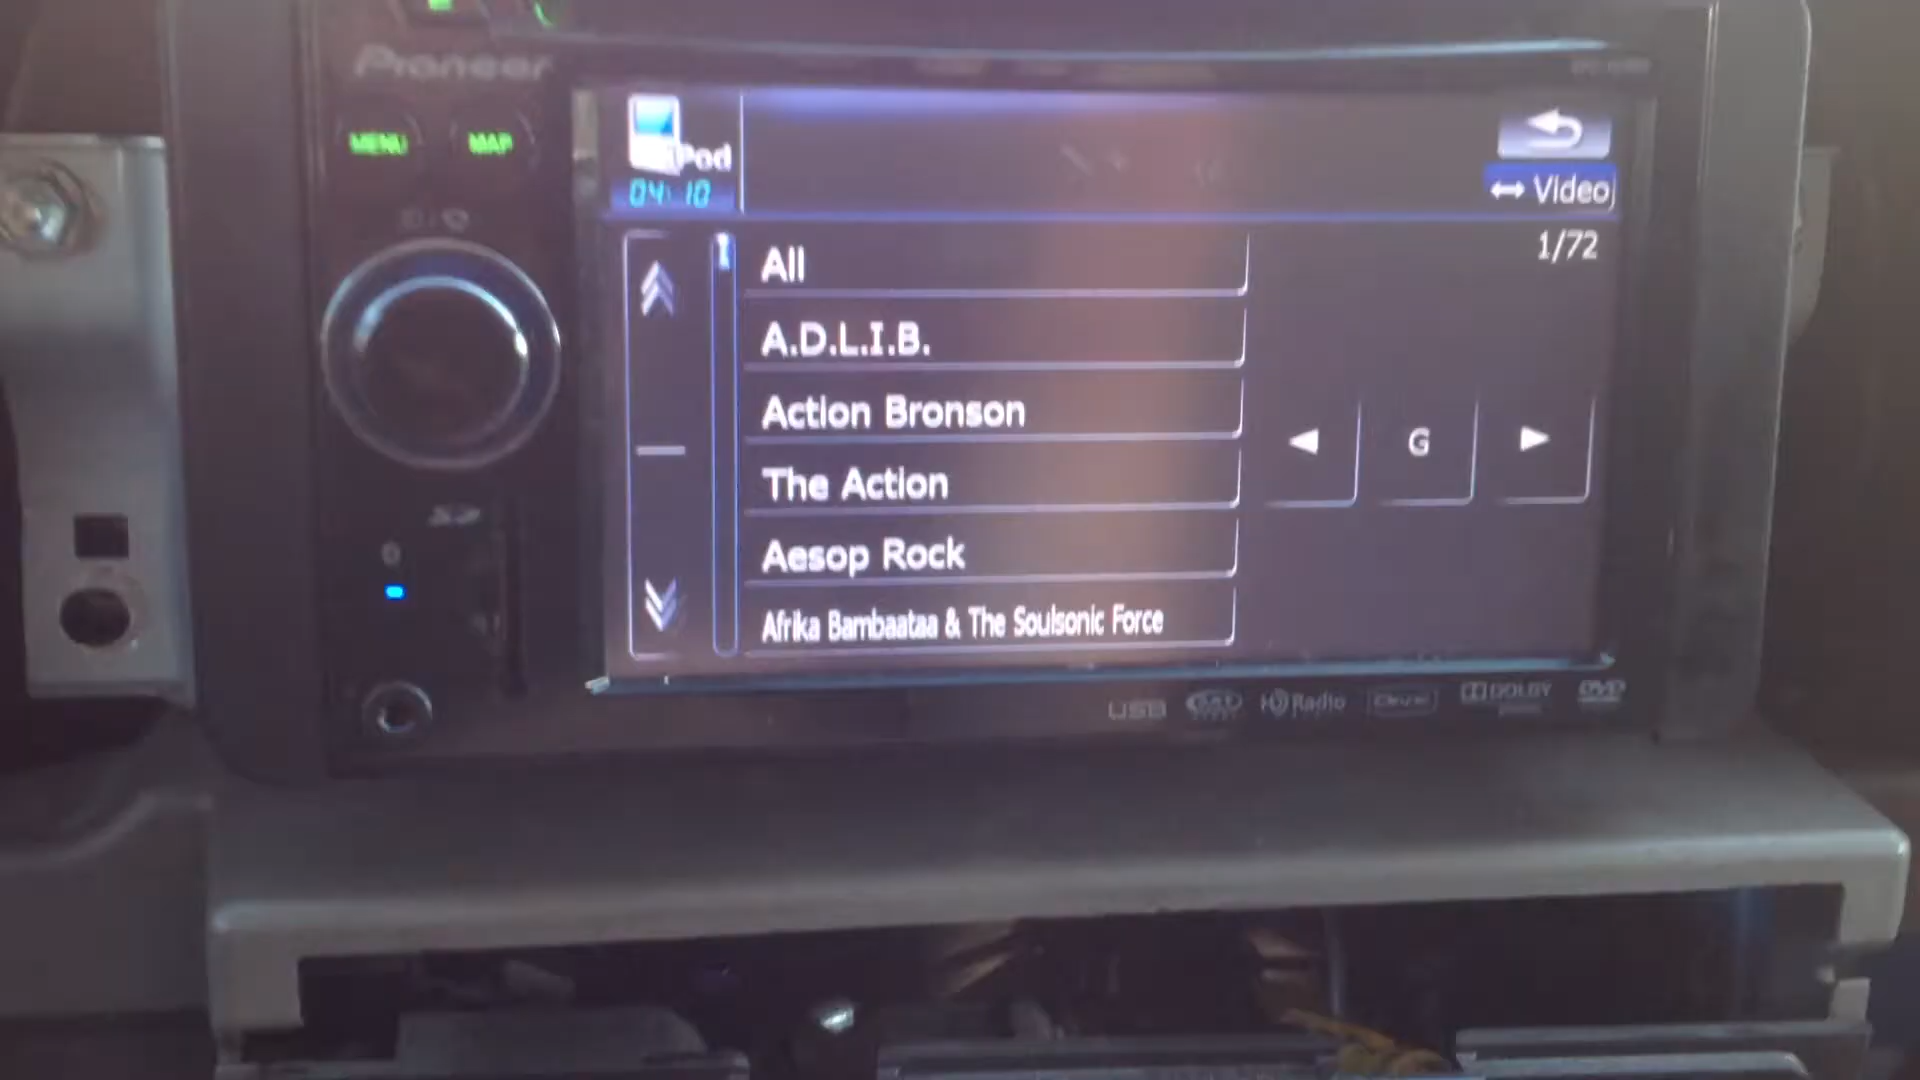 Pioneer
MENU
MAP
iPod
04:10
Video
1/72
All
A.D.L.I.B.
Action Bronson
The Action
Aesop Rock
Afrika Bambaataa & The Soulsonic Force
G
USB
HD Radio
DOLBY
DVD